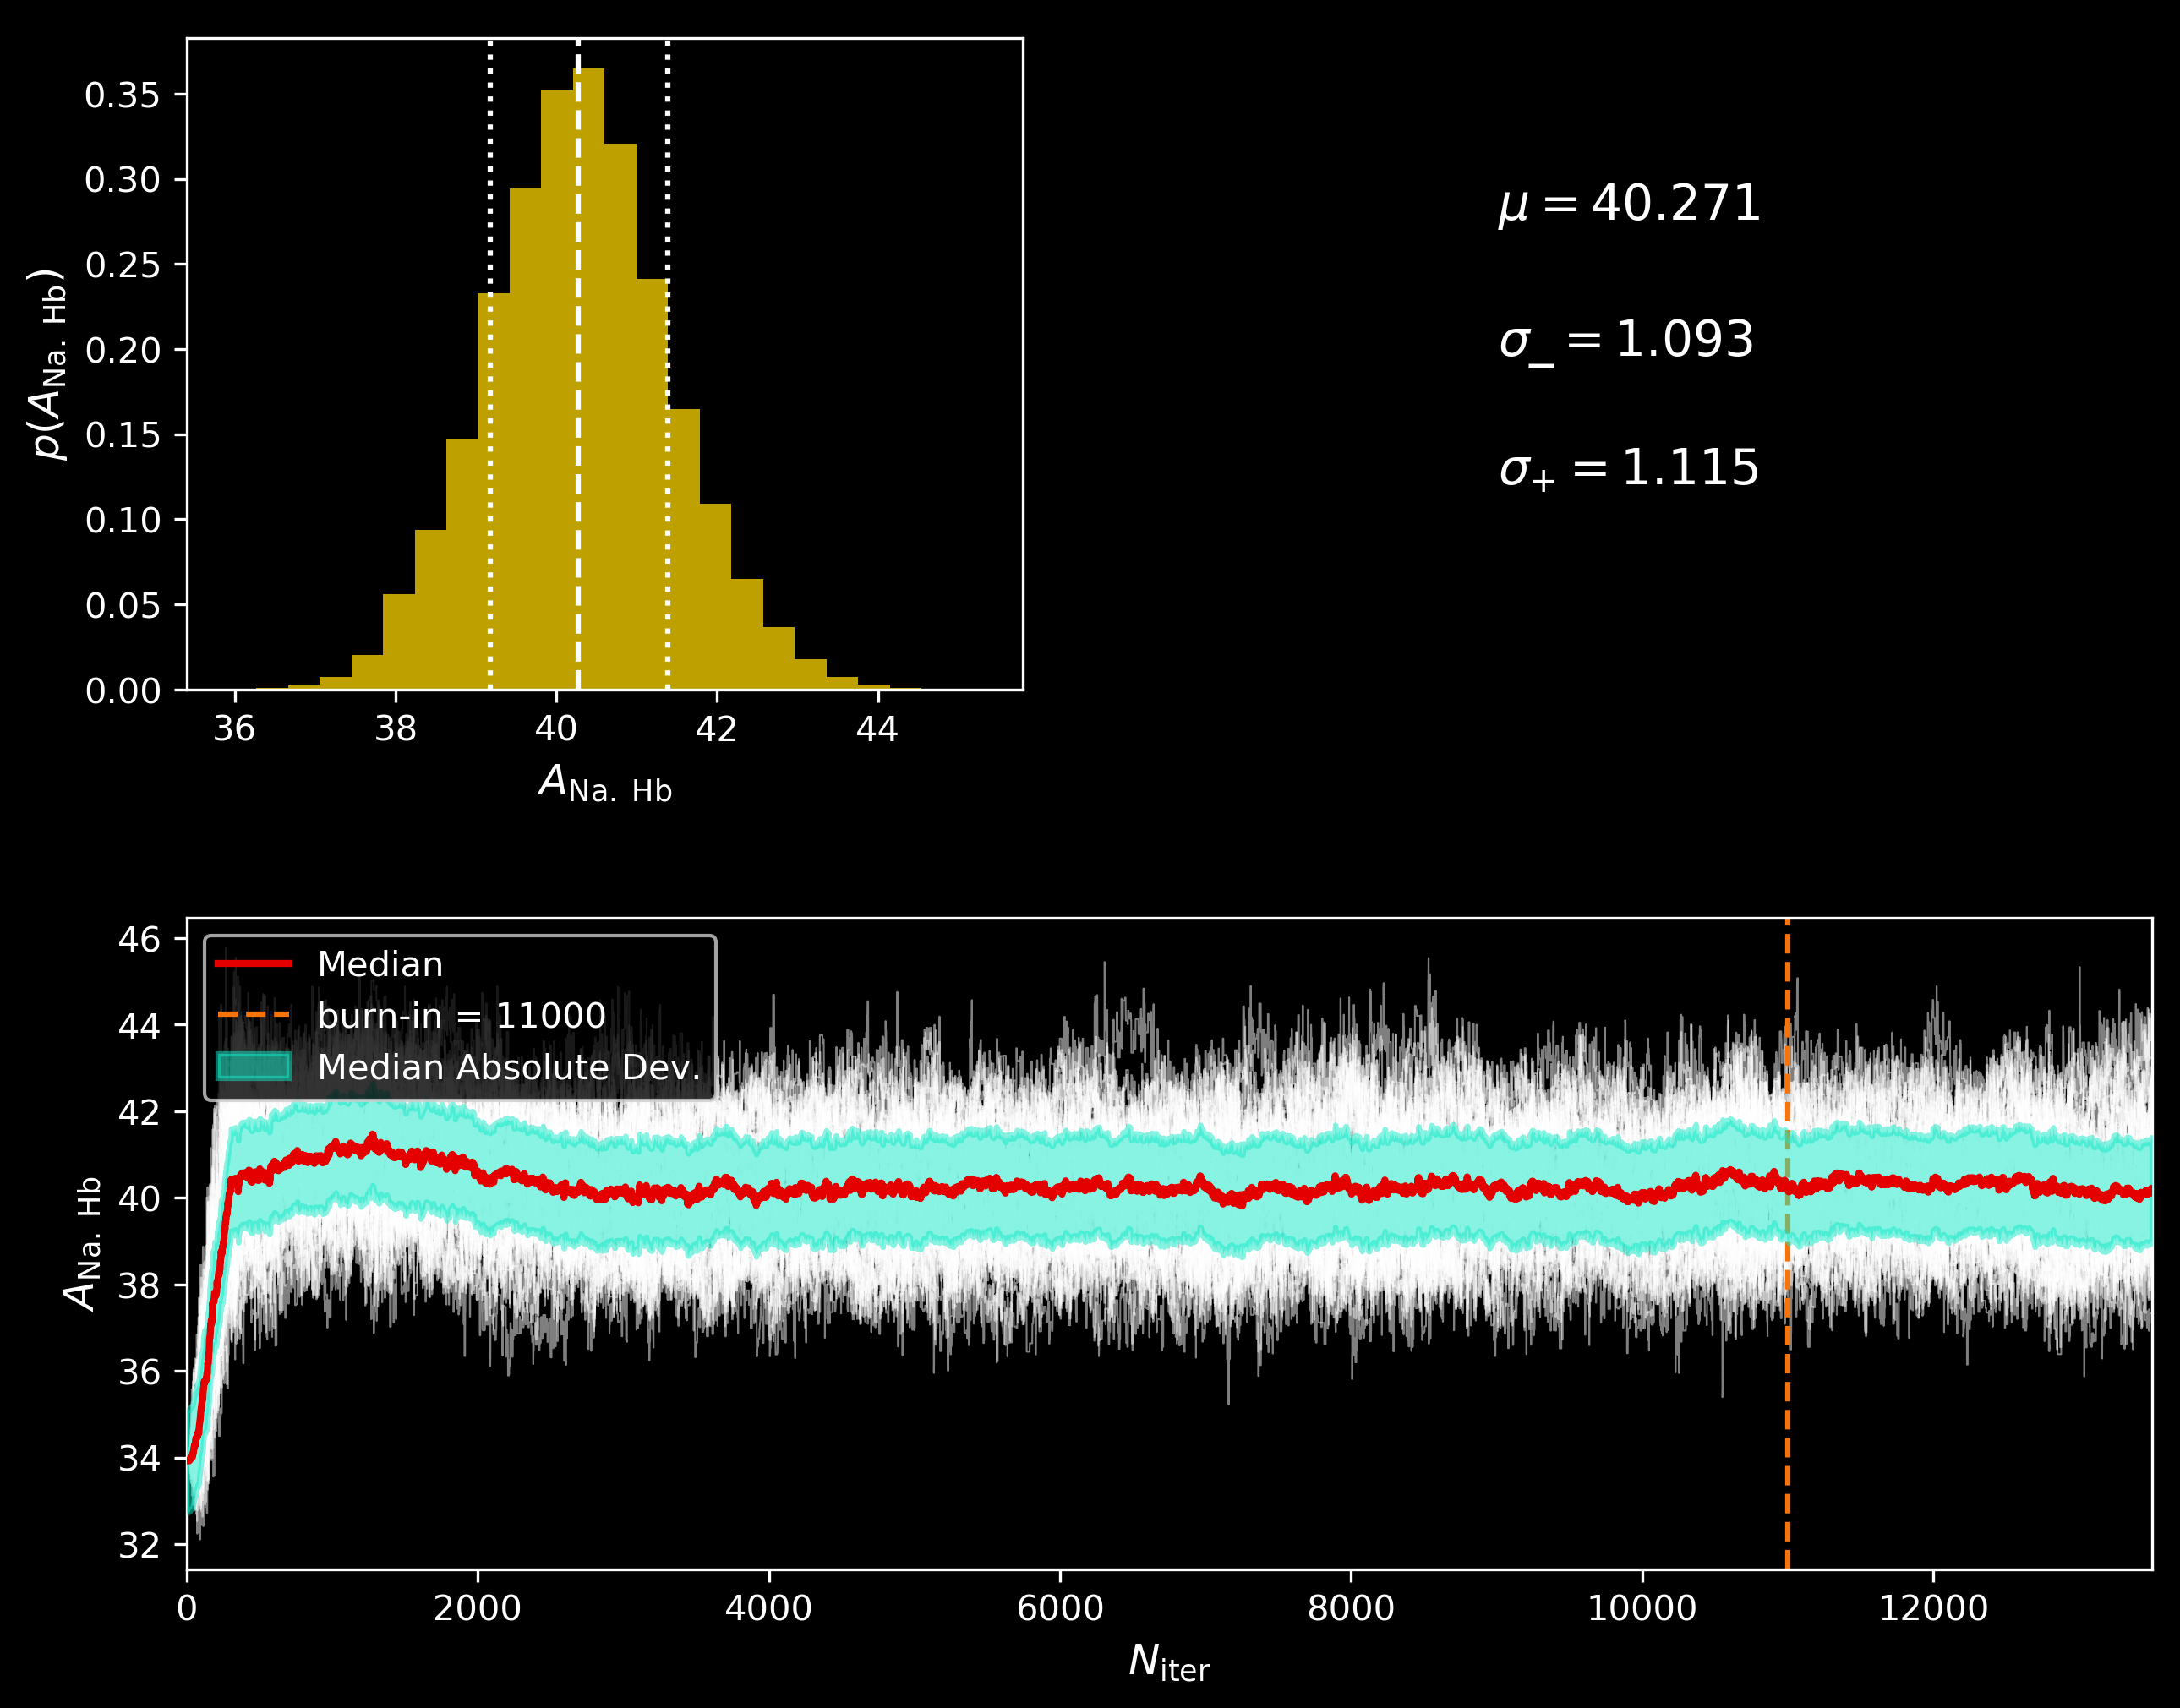 p(A_Na. Hb)
0.35
0.30
0.25
0.20
0.15
0.10
0.05
0.00
36 38 40 42 44
A_Na. Hb
μ = 40.271
σ_− = 1.093
σ_+ = 1.115
A_Na. Hb
46
44
42
40
38
36
34
32
Median
burn-in = 11000
Median Absolute Dev.
0 2000 4000 6000 8000 10000 12000
N_iter